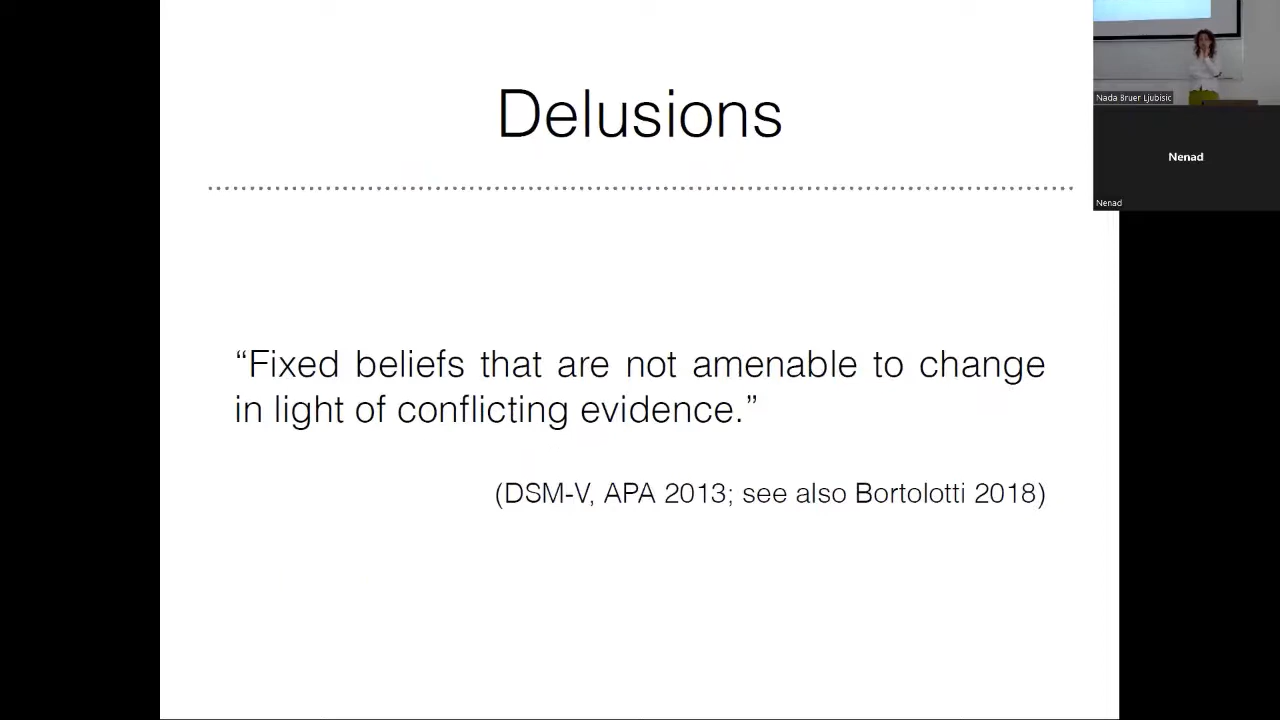 Delusions
“Fixed beliefs that are not amenable to change
in light of conflicting evidence.”
(DSM-V, APA 2013; see also Bortolotti 2018)
Nada Bruer Ljubisic
Nenad
Nenad